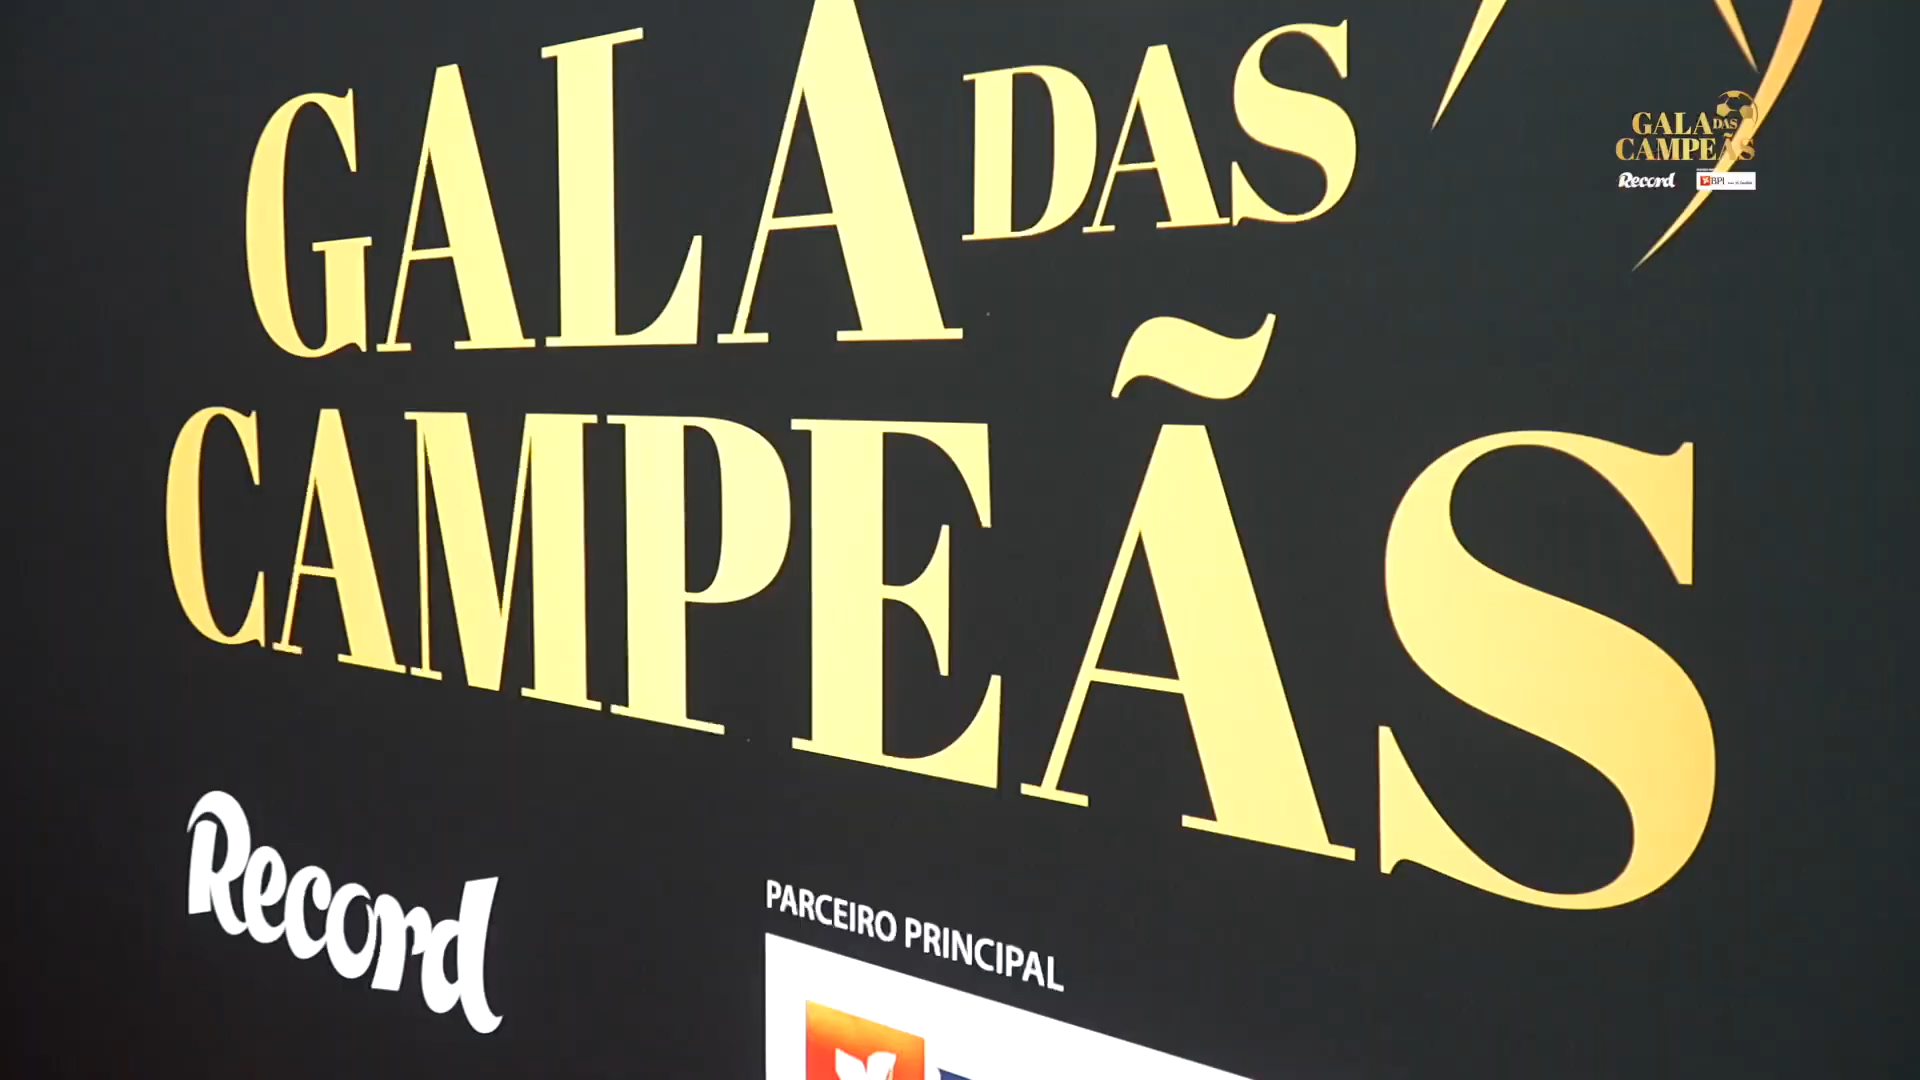 GALA DAS
CAMPEÃS
Record
PARCEIRO PRINCIPAL
GALA DAS
CAMPEÃS
Record
BPI